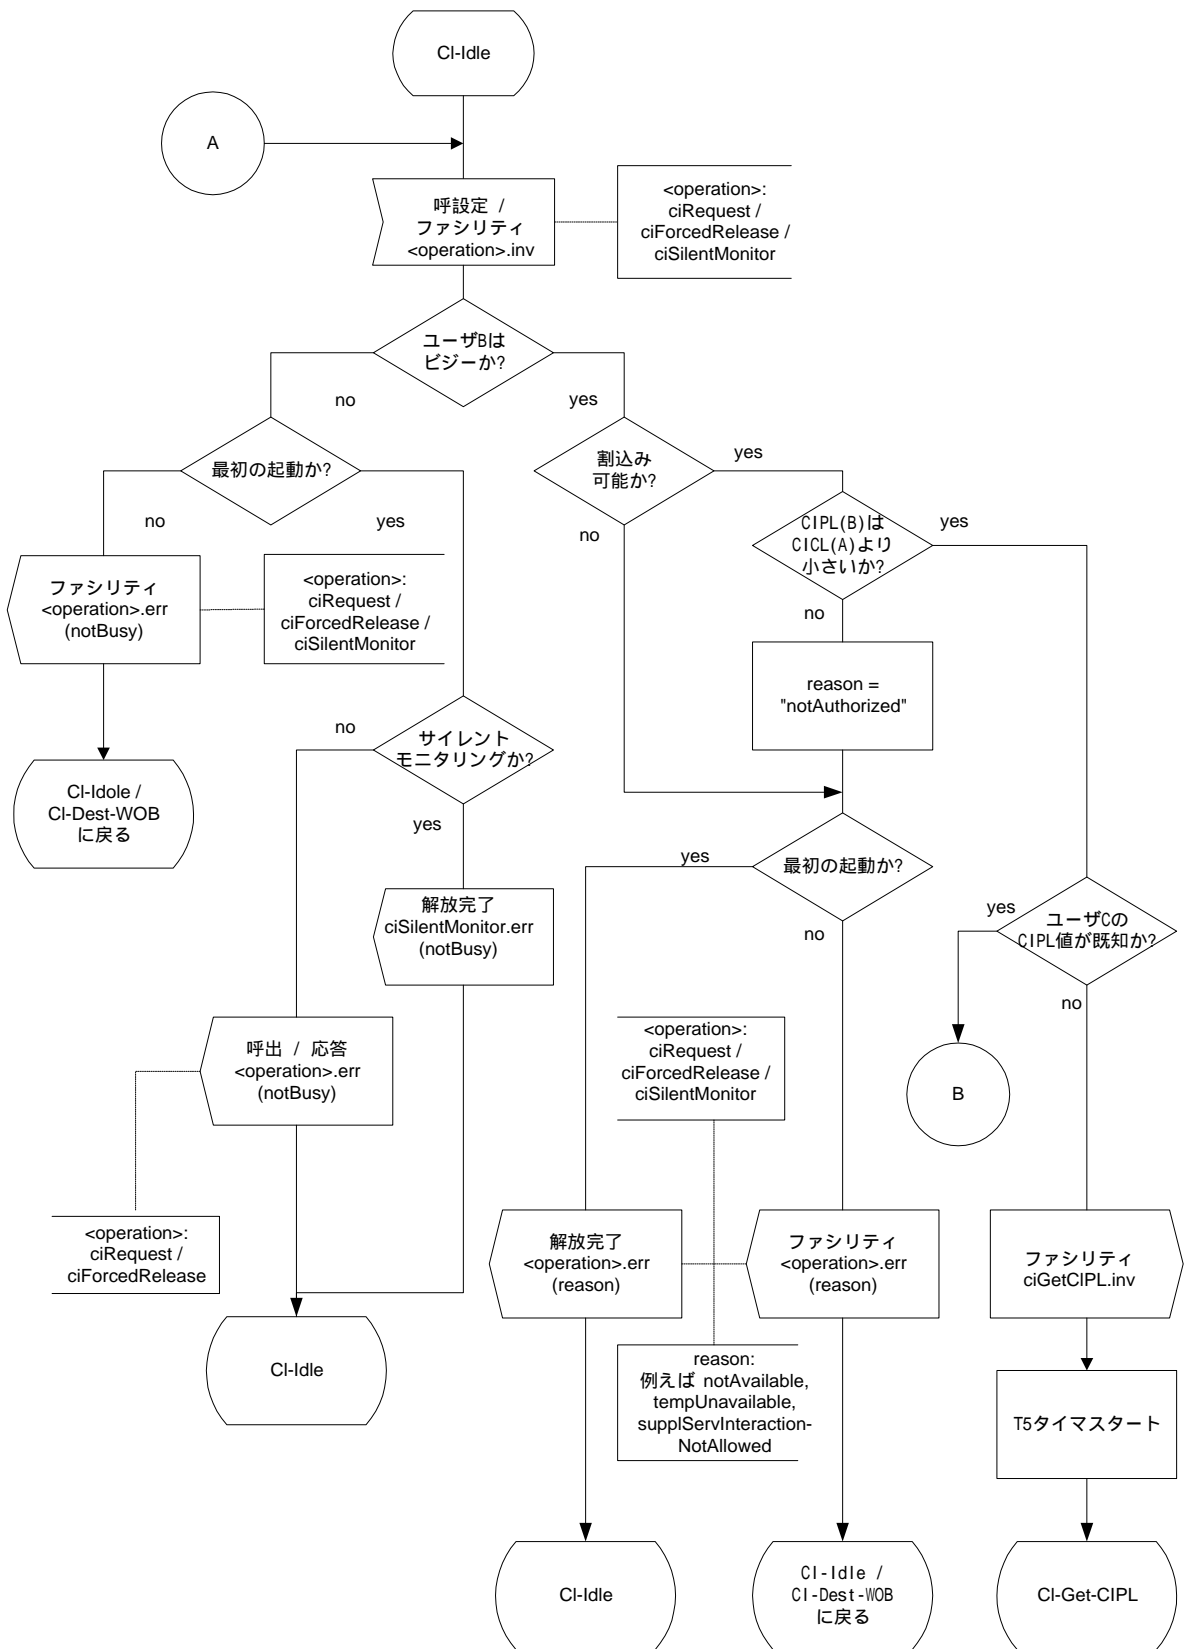 CI-Idle
A
呼設定 /
ファシリティ
<operation>.inv
<operation>:
ciRequest /
ciForcedRelease /
ciSilentMonitor
ユーザBは
ビジーか?
no
yes
最初の起動か?
no
yes
割込み
可能か?
yes
no
CIPL(B)は
CICL(A)より
小さいか?
yes
no
ファシリティ
<operation>.err
(notBusy)
<operation>:
ciRequest /
ciForcedRelease /
ciSilentMonitor
reason =
"notAuthorized"
CI-Idole /
CI-Dest-WOB
に戻る
サイレント
モニタリングか?
no
yes
最初の起動か?
yes
no
解放完了
ciSilentMonitor.err
(notBusy)
ユーザCの
CIPL値が既知か?
yes
no
呼出 / 応答
<operation>.err
(notBusy)
<operation>:
ciRequest /
ciForcedRelease /
ciSilentMonitor
B
<operation>:
ciRequest /
ciForcedRelease
解放完了
<operation>.err
(reason)
ファシリティ
<operation>.err
(reason)
ファシリティ
ciGetCIPL.inv
CI-Idle
reason:
例えば notAvailable,
tempUnavailable,
supplServInteraction-
NotAllowed
T5タイマスタート
CI-Idle
CI-Idle /
CI-Dest-WOB
に戻る
CI-Get-CIPL